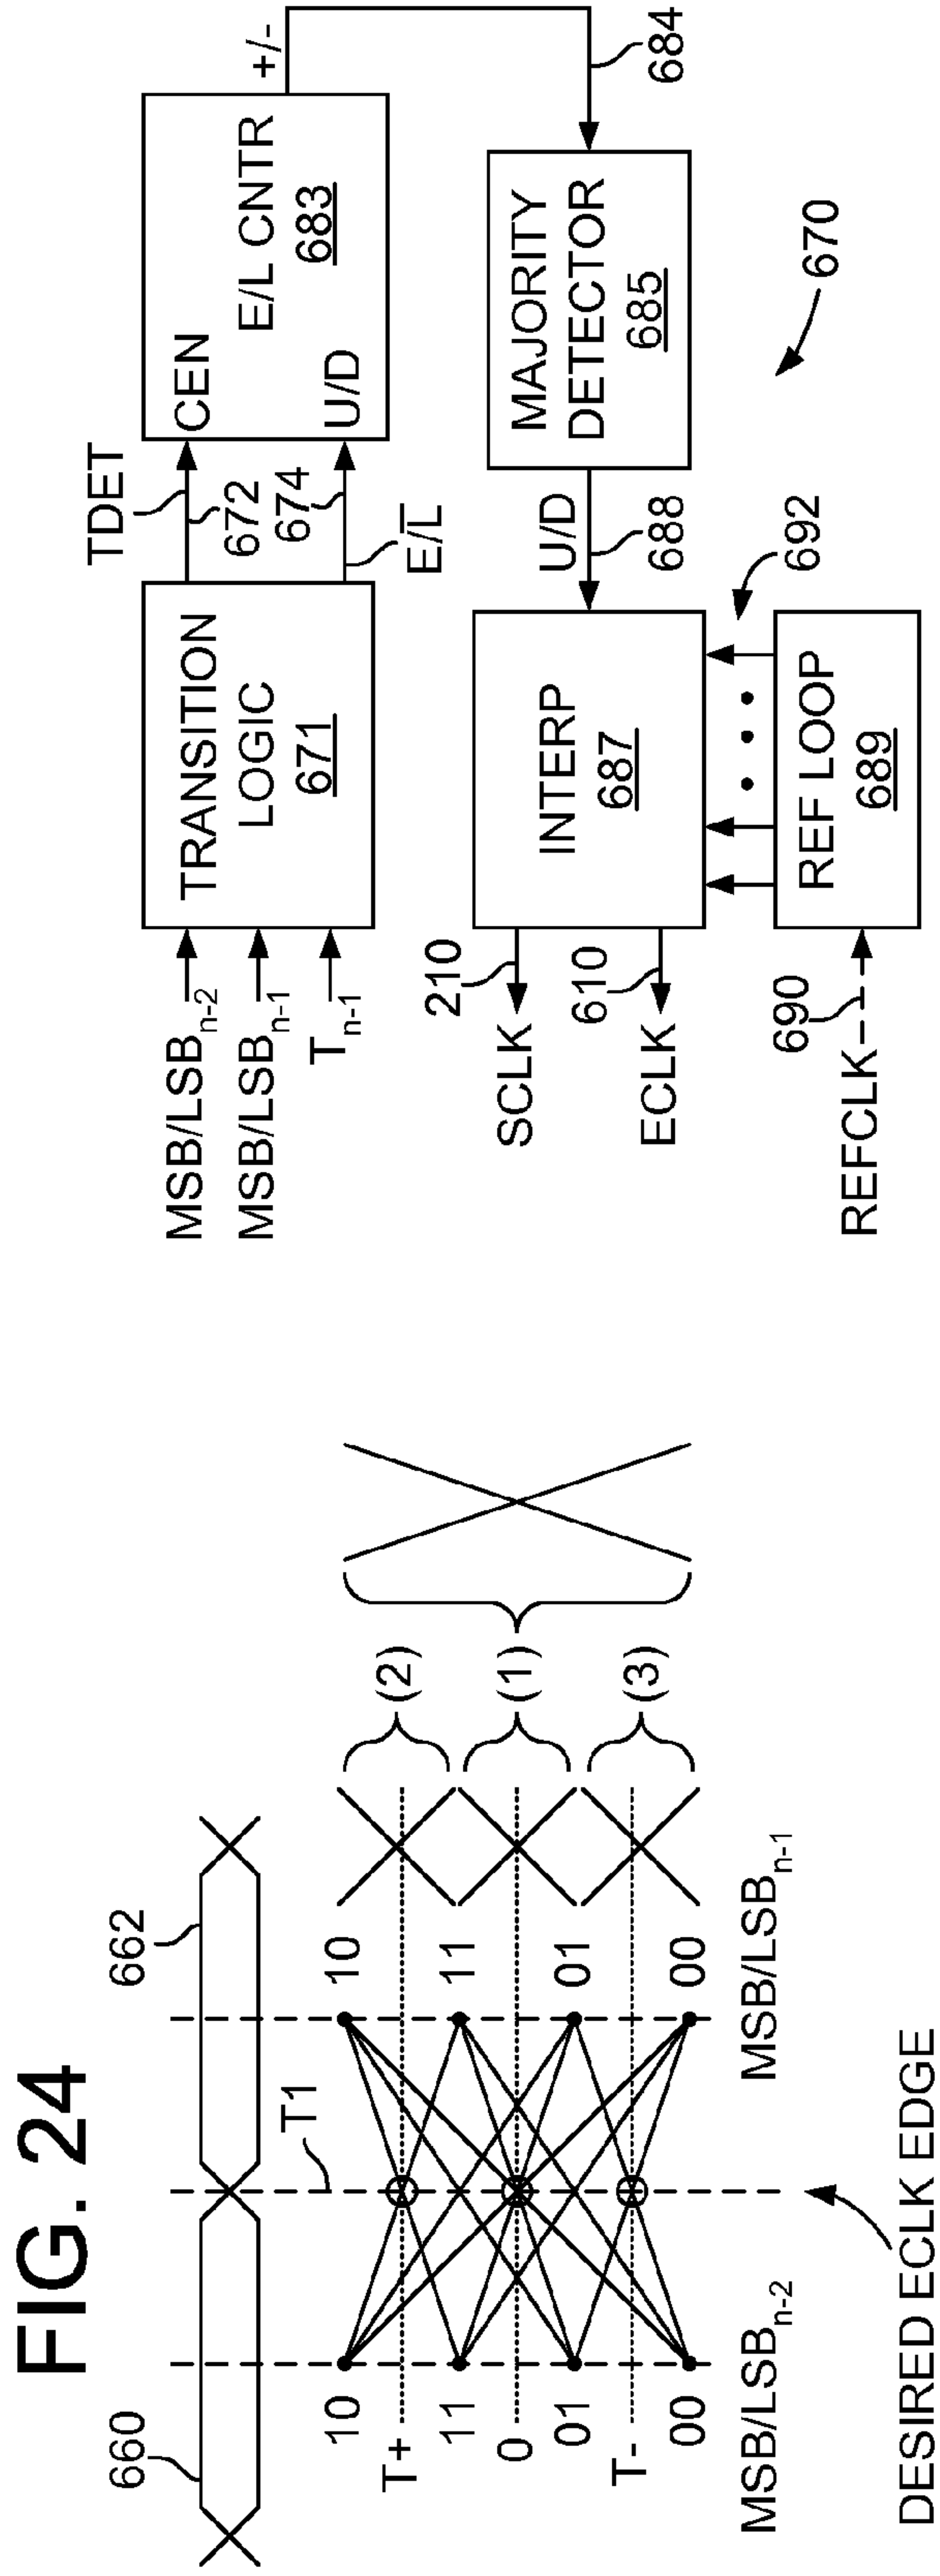 FIG. 24
660
662
T1
10
T+
11
0
01
T-
00
10
11
01
00
(2)
(1)
(3)
MSB/LSBn-2
MSB/LSBn-1
DESIRED ECLK EDGE
MSB/LSBn-2
MSB/LSBn-1
Tn-1
TRANSITION
LOGIC
671
TDET
672
674
E/L̅
CEN
E/L CNTR
683
U/D
+/-
684
MAJORITY
DETECTOR
685
U/D
688
INTERP
687
210
SCLK
610
ECLK
692
REF LOOP
689
690
REFCLK
670